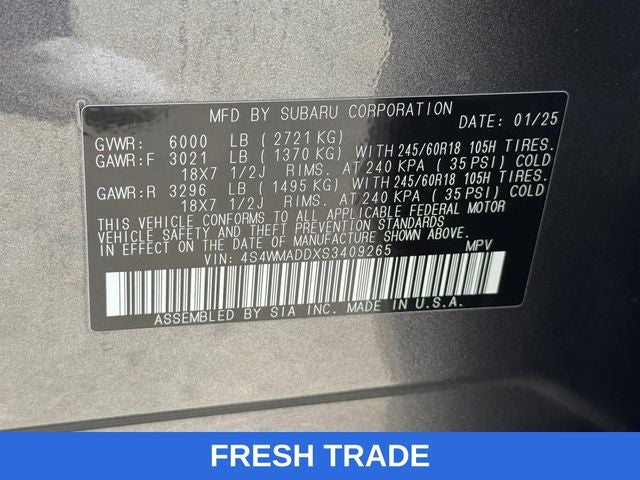 MFD BY SUBARU CORPORATION DATE: 01/25
GVWR: 6000 LB ( 2721 KG)
GAWR:F 3021 LB ( 1370 KG) WITH 245/60R18 105H TIRES.
18X7 1/2J RIMS. AT 240 KPA ( 35 PSI) COLD
GAWR:R 3296 LB ( 1495 KG) WITH 245/60R18 105H TIRES.
18X7 1/2J RIMS. AT 240 KPA ( 35 PSI) COLD
THIS VEHICLE CONFORMS TO ALL APPLICABLE FEDERAL MOTOR
VEHICLE SAFETY AND THEFT PREVENTION STANDARDS
IN EFFECT ON THE DATE OF MANUFACTURE SHOWN ABOVE.
VIN: 4S4WMADDXS3409265 MPV
ASSEMBLED BY SIA INC. MADE IN U.S.A.
FRESH TRADE